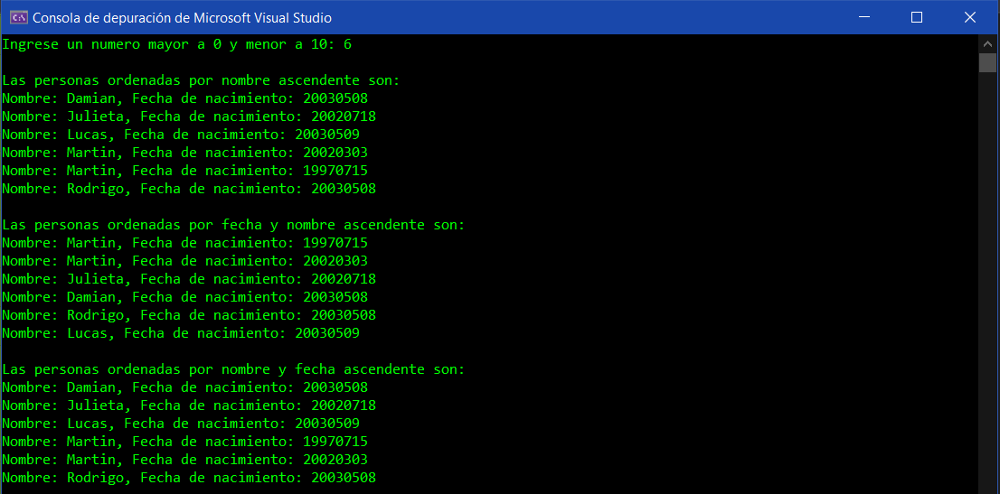 Consola de depuración de Microsoft Visual Studio
Ingrese un numero mayor a 0 y menor a 10: 6
Las personas ordenadas por nombre ascendente son:
Nombre: Damian, Fecha de nacimiento: 20030508
Nombre: Julieta, Fecha de nacimiento: 20020718
Nombre: Lucas, Fecha de nacimiento: 20030509
Nombre: Martin, Fecha de nacimiento: 20020303
Nombre: Martin, Fecha de nacimiento: 19970715
Nombre: Rodrigo, Fecha de nacimiento: 20030508
Las personas ordenadas por fecha y nombre ascendente son:
Nombre: Martin, Fecha de nacimiento: 19970715
Nombre: Martin, Fecha de nacimiento: 20020303
Nombre: Julieta, Fecha de nacimiento: 20020718
Nombre: Damian, Fecha de nacimiento: 20030508
Nombre: Rodrigo, Fecha de nacimiento: 20030508
Nombre: Lucas, Fecha de nacimiento: 20030509
Las personas ordenadas por nombre y fecha ascendente son:
Nombre: Damian, Fecha de nacimiento: 20030508
Nombre: Julieta, Fecha de nacimiento: 20020718
Nombre: Lucas, Fecha de nacimiento: 20030509
Nombre: Martin, Fecha de nacimiento: 19970715
Nombre: Martin, Fecha de nacimiento: 20020303
Nombre: Rodrigo, Fecha de nacimiento: 20030508